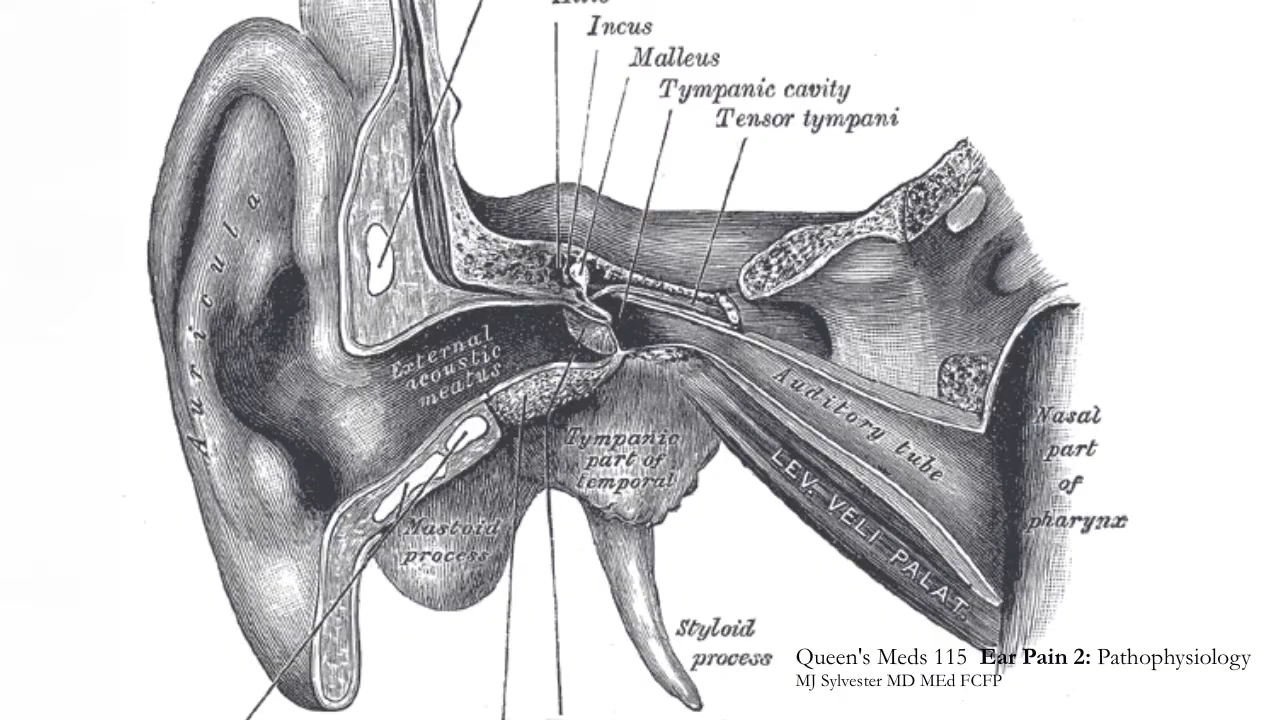 Incus
Malleus
Tympanic cavity
Tensor tympani
Auricula
External
acoustic
meatus
Auditory tube
Nasal
part
of
pharynx
Tympanic
part of
temporal
LEV. VELI PALAT.
Mastoid
process
Styloid
process
Queen's Meds 115 Ear Pain 2: Pathophysiology
MJ Sylvester MD MEd FCFP